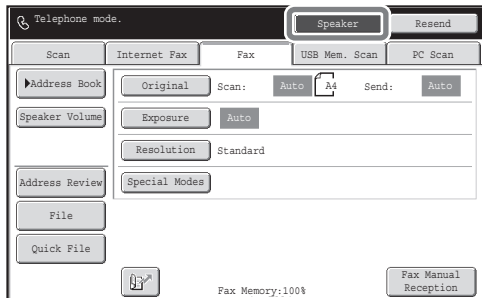 Telephone mode.
Speaker
Resend
Scan
Internet Fax
Fax
USB Mem. Scan
PC Scan
Address Book
Original
Scan:
Auto
A4
Send:
Auto
Speaker Volume
Exposure
Auto
Resolution
Standard
Address Review
Special Modes
File
Quick File
Fax Memory:100%
Fax Manual
Reception